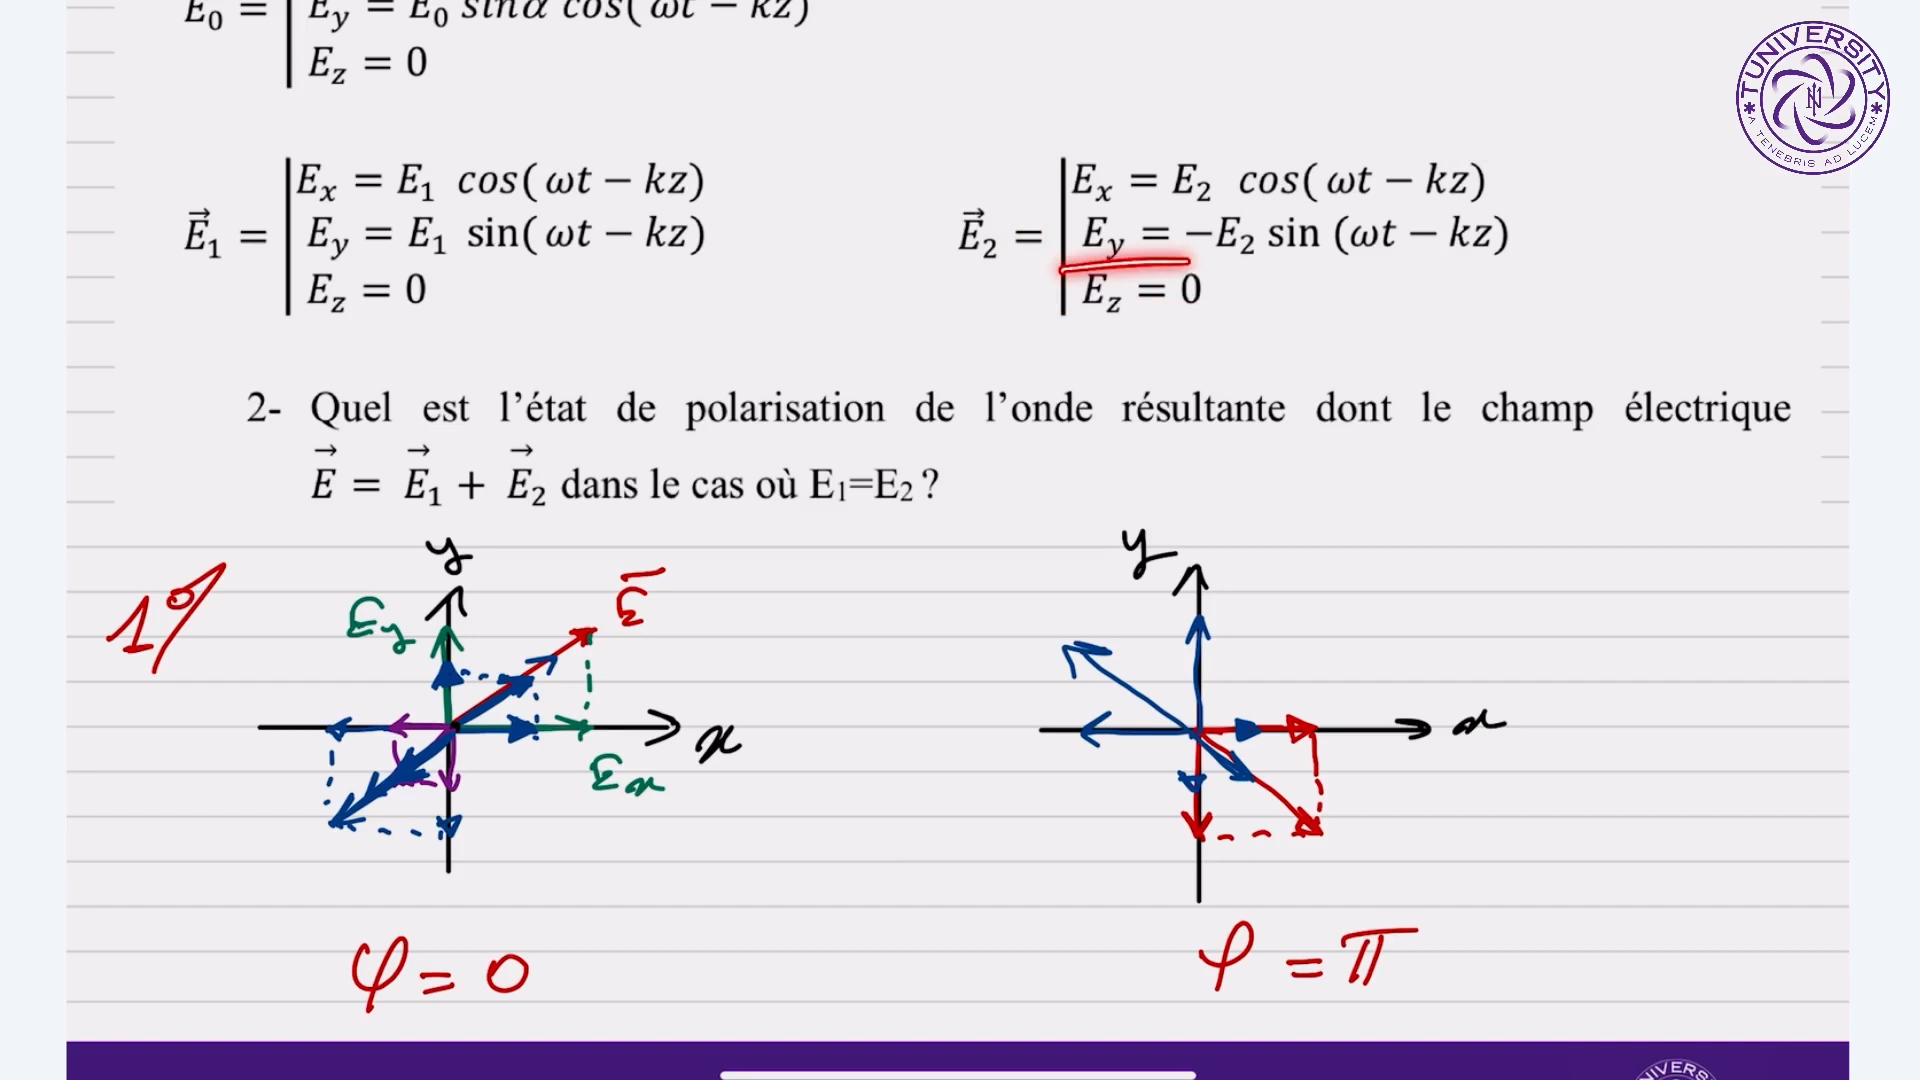 E₀ = | E_y = E₀ sinα cos( ωt − kz)
E_z = 0
E⃗₁ = | E_x = E₁ cos( ωt − kz)
E_y = E₁ sin( ωt − kz)
E_z = 0
E⃗₂ = | E_x = E₂ cos( ωt − kz)
E_y = −E₂ sin (ωt − kz)
E_z = 0
2- Quel est l’état de polarisation de l’onde résultante dont le champ électrique
E⃗ = E⃗₁ + E⃗₂ dans le cas où E₁=E₂ ?
1°/
y
E_y
E⃗
x
E_x
φ = 0
y
x
φ = π
TUNIVERSITY
A TENEBRIS AD LUCEM